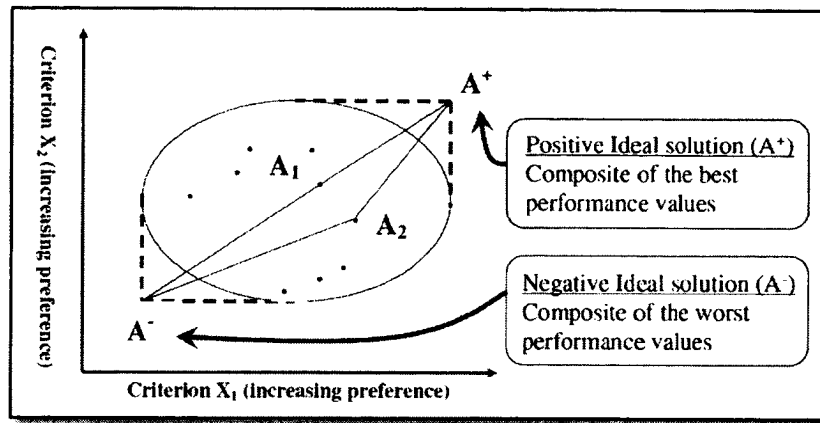 Criterion X₂ (increasing preference)
A⁺
A₁
A₂
A⁻
Criterion X₁ (increasing preference)
Positive Ideal solution (A⁺)
Composite of the best
performance values
Negative Ideal solution (A⁻)
Composite of the worst
performance values